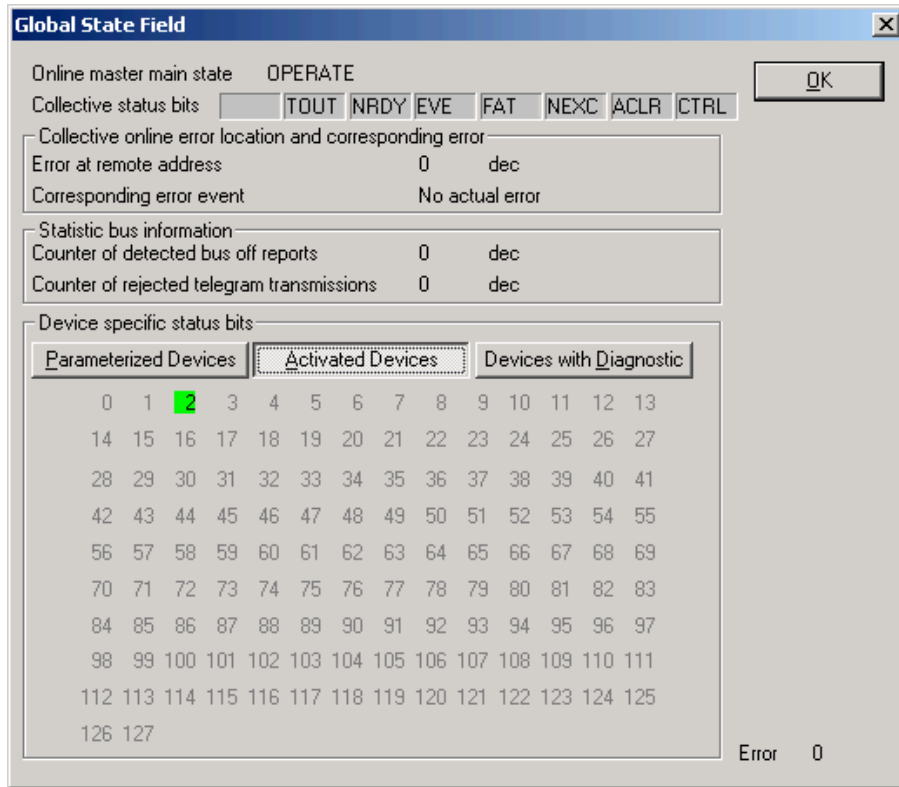 Global State Field
Online master main state OPERATE
OK
Collective status bits TOUT NRDY EVE FAT NEXC ACLR CTRL
Collective online error location and corresponding error
Error at remote address 0 dec
Corresponding error event No actual error
Statistic bus information
Counter of detected bus off reports 0 dec
Counter of rejected telegram transmissions 0 dec
Device specific status bits
Parameterized Devices Activated Devices Devices with Diagnostic
0 1 2 3 4 5 6 7 8 9 10 11 12 13
14 15 16 17 18 19 20 21 22 23 24 25 26 27
28 29 30 31 32 33 34 35 36 37 38 39 40 41
42 43 44 45 46 47 48 49 50 51 52 53 54 55
56 57 58 59 60 61 62 63 64 65 66 67 68 69
70 71 72 73 74 75 76 77 78 79 80 81 82 83
84 85 86 87 88 89 90 91 92 93 94 95 96 97
98 99 100 101 102 103 104 105 106 107 108 109 110 111
112 113 114 115 116 117 118 119 120 121 122 123 124 125
126 127
Error 0